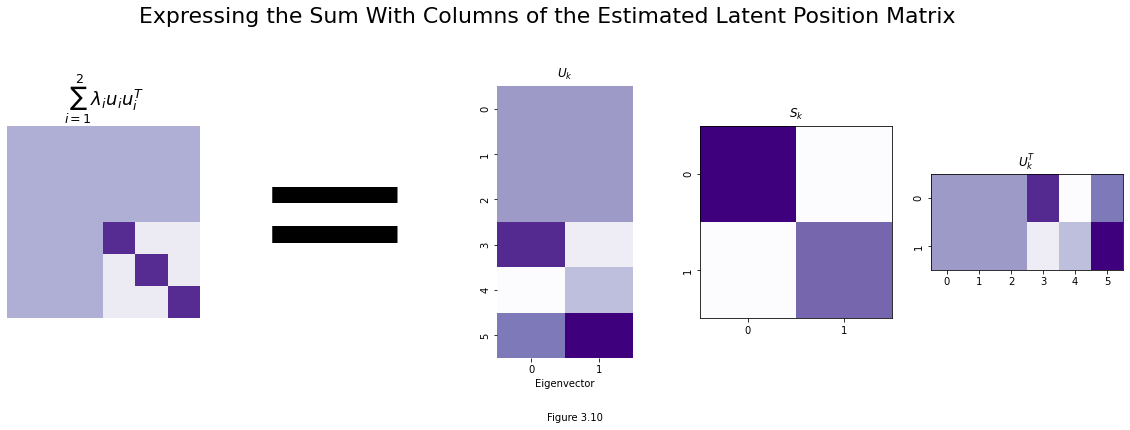 Expressing the Sum With Columns of the Estimated Latent Position Matrix
$\sum_{i=1}^{2} \lambda_i u_i u_i^T$
=
$U_k$
0
1
2
3
4
5
0 1
Eigenvector
$S_k$
0
1
0 1
$U_k^T$
0
1
0 1 2 3 4 5
Figure 3.10